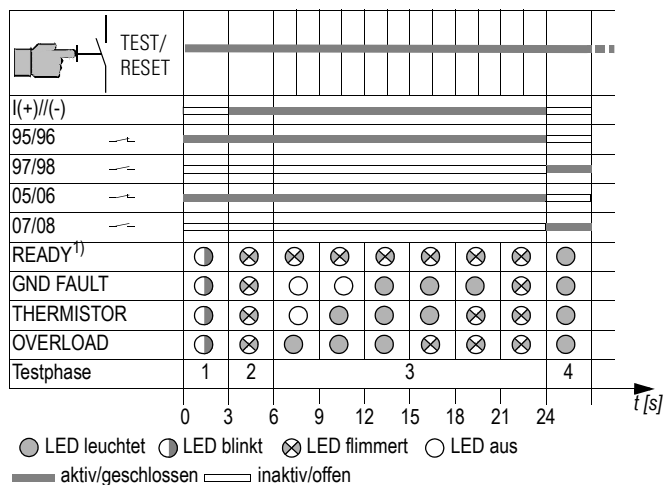 TEST/
RESET
I(+)//(-)
95/96
97/98
05/06
07/08
READY1)
GND FAULT
THERMISTOR
OVERLOAD
Testphase 1 2 3 4
0 3 6 9 12 15 18 21 24 t [s]
LED leuchtet LED blinkt LED flimmert LED aus
aktiv/geschlossen inaktiv/offen